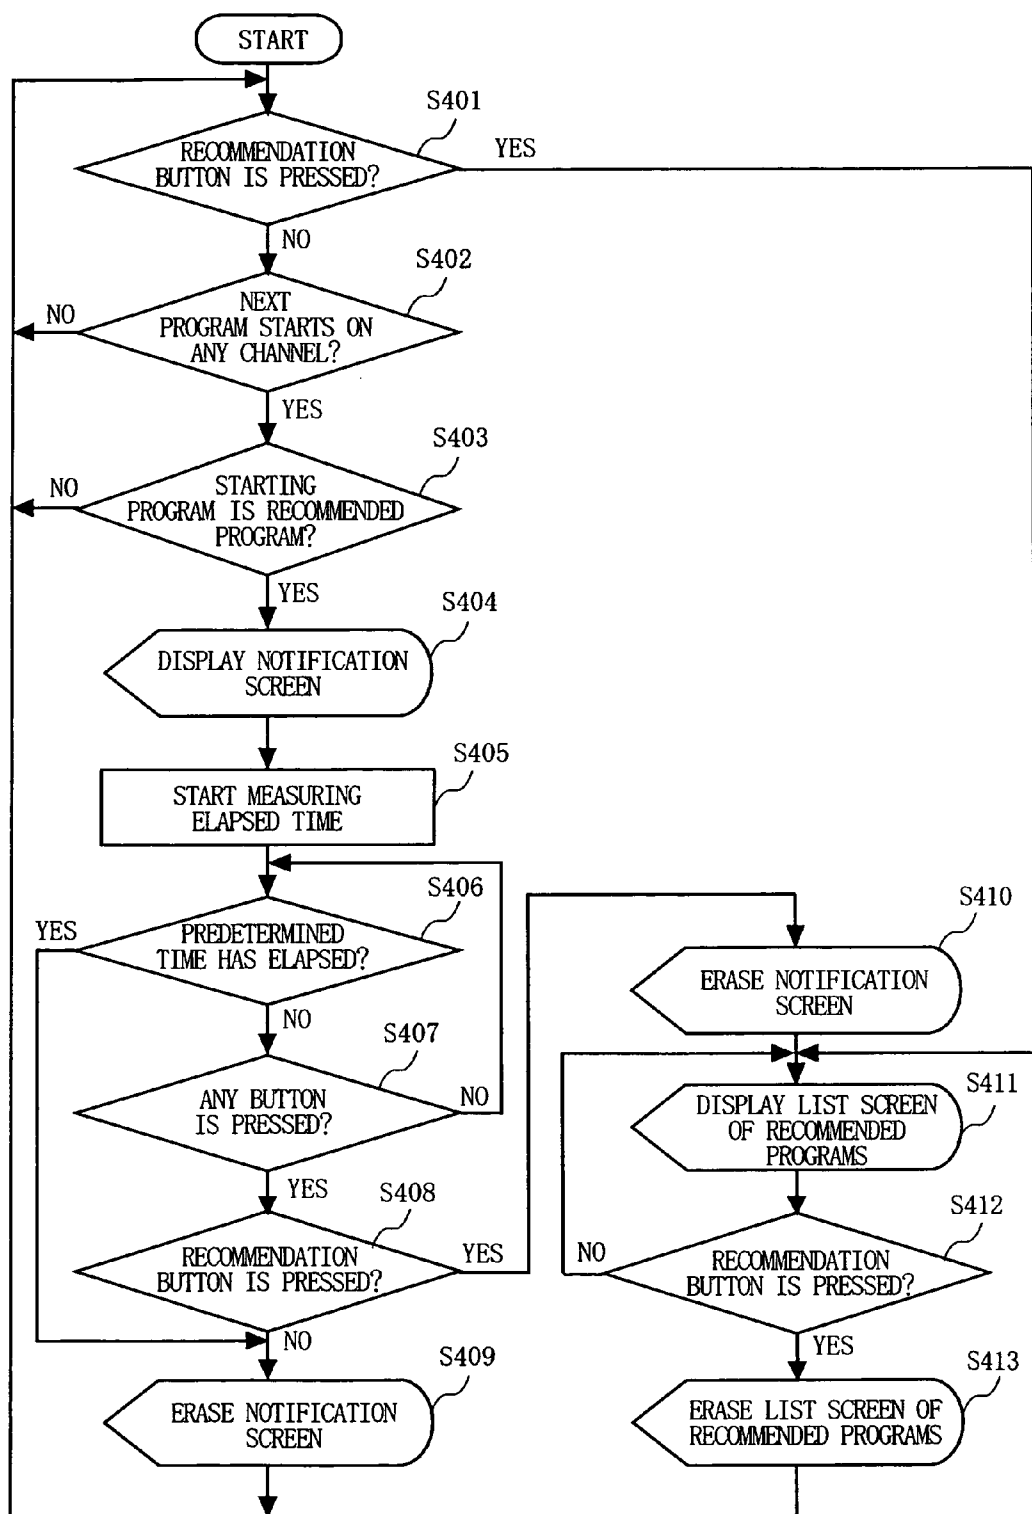 START
S401
RECOMMENDATION
BUTTON IS PRESSED?
YES
NO
S402
NEXT
PROGRAM STARTS ON
ANY CHANNEL?
NO
YES
S403
STARTING
PROGRAM IS RECOMMENDED
PROGRAM?
NO
YES
S404
DISPLAY NOTIFICATION
SCREEN
S405
START MEASURING
ELAPSED TIME
S406
PREDETERMINED
TIME HAS ELAPSED?
YES
NO
S407
ANY BUTTON
IS PRESSED?
NO
YES
S408
RECOMMENDATION
BUTTON IS PRESSED?
YES
NO
S409
ERASE NOTIFICATION
SCREEN
S410
ERASE NOTIFICATION
SCREEN
S411
DISPLAY LIST SCREEN
OF RECOMMENDED
PROGRAMS
S412
RECOMMENDATION
BUTTON IS PRESSED?
NO
YES
S413
ERASE LIST SCREEN OF
RECOMMENDED PROGRAMS